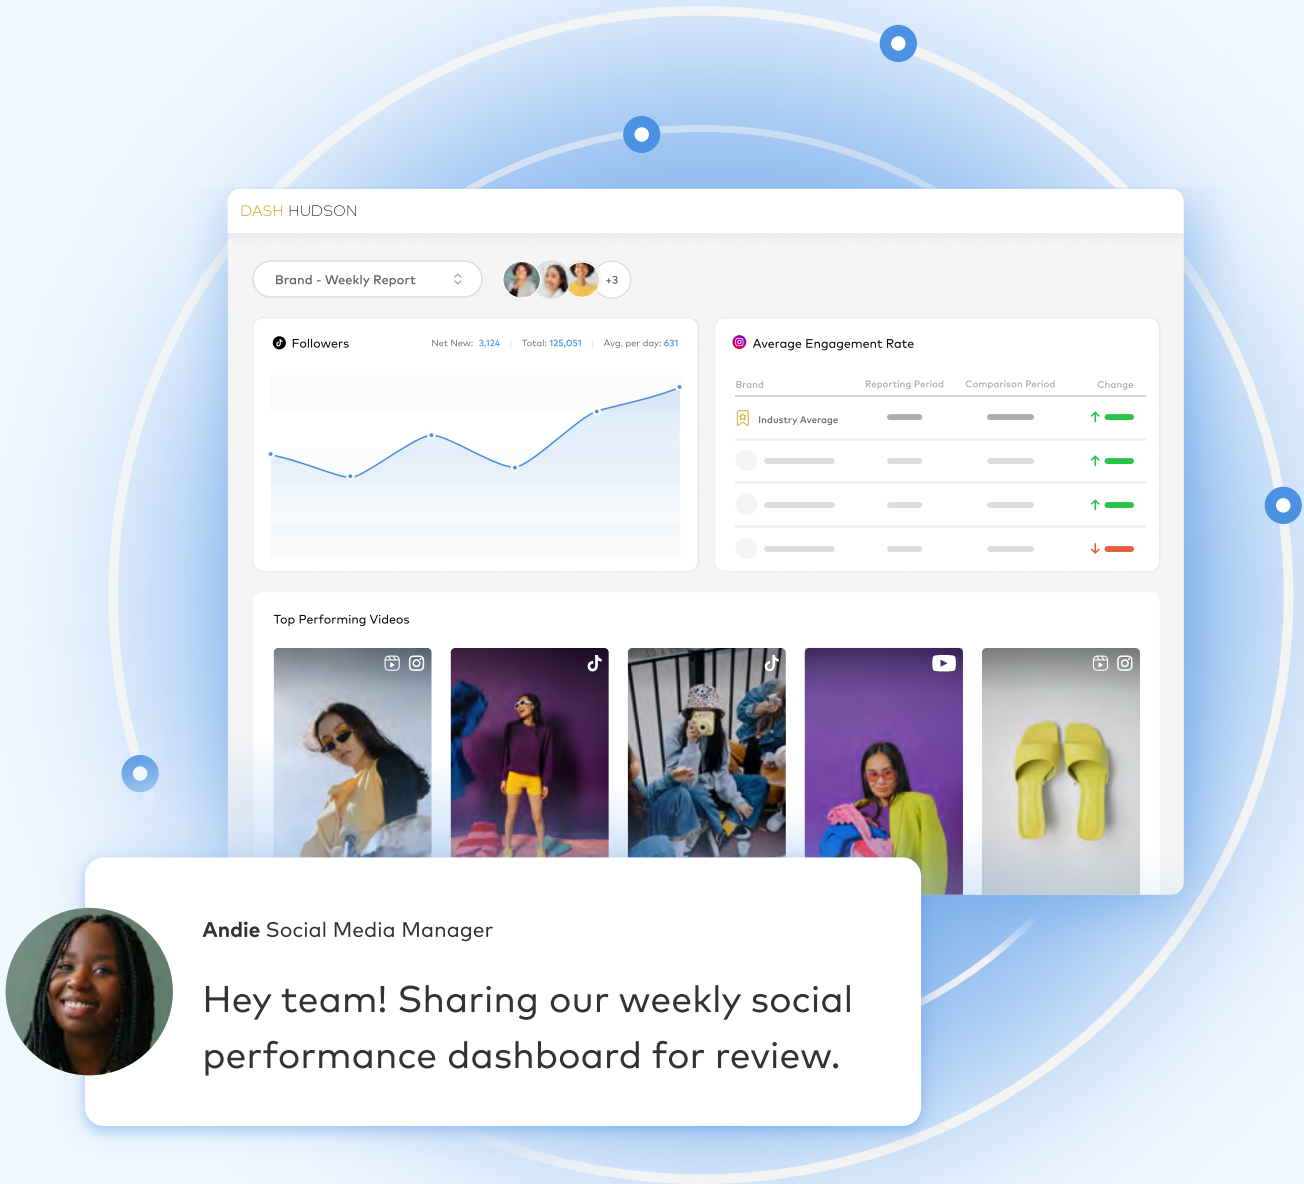 DASH HUDSON
Brand - Weekly Report
+3
Followers
Net New: 3,124 | Total: 125,051 | Avg. per day: 631
Average Engagement Rate
Brand Reporting Period Comparison Period Change
Industry Average
Top Performing Videos
Andie Social Media Manager
Hey team! Sharing our weekly social
performance dashboard for review.